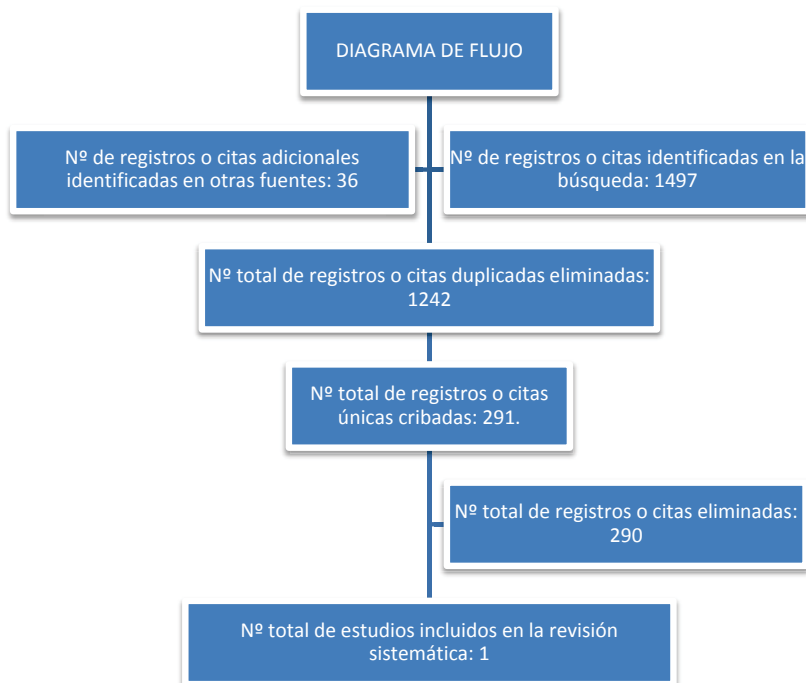 DIAGRAMA DE FLUJO
Nº de registros o citas adicionales
identificadas en otras fuentes: 36
Nº de registros o citas identificadas en la
búsqueda: 1497
Nº total de registros o citas duplicadas eliminadas:
1242
Nº total de registros o citas
únicas cribadas: 291.
Nº total de registros o citas eliminadas:
290
Nº total de estudios incluidos en la revisión
sistemática: 1